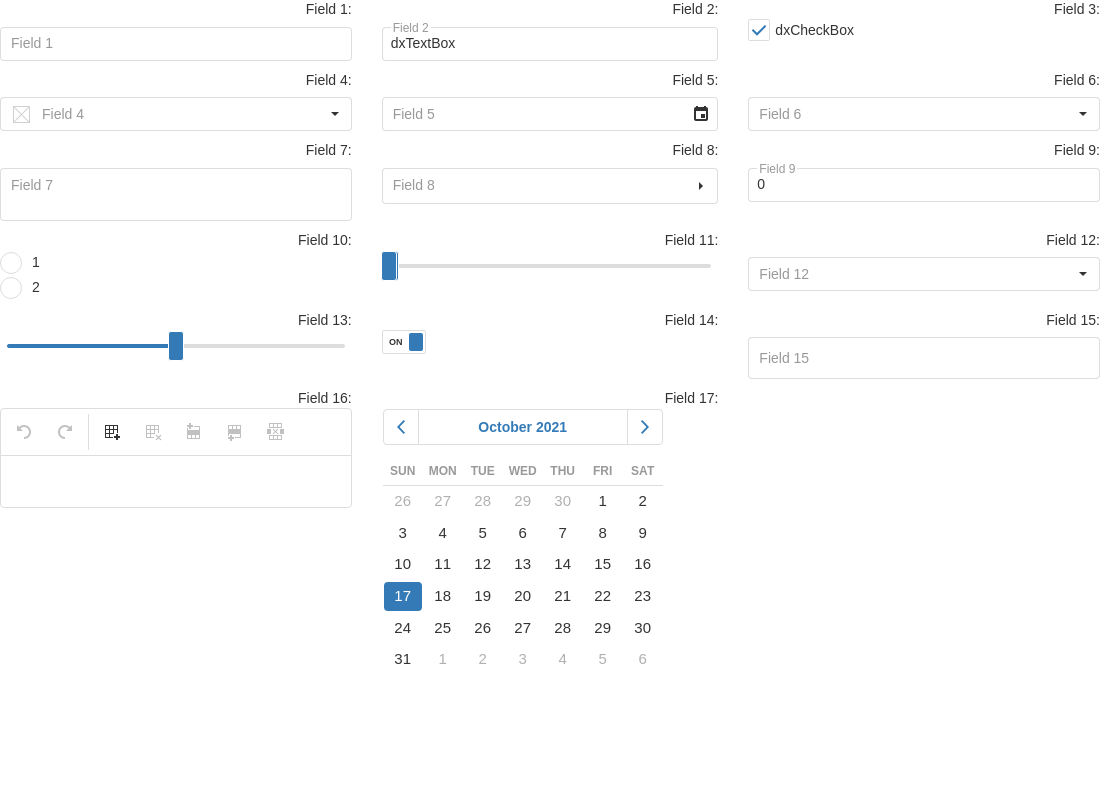 Field 1: Field 2: Field 3:
Field 1
Field 2
dxTextBox
dxCheckBox
Field 4: Field 5: Field 6:
Field 4 Field 5 Field 6
Field 7: Field 8: Field 9:
Field 7 Field 8
Field 9
0
Field 10: Field 11: Field 12:
1
2
Field 12
Field 13: Field 14: Field 15:
ON
Field 15
Field 16: Field 17:
October 2021
SUN MON TUE WED THU FRI SAT
26 27 28 29 30 1 2
3 4 5 6 7 8 9
10 11 12 13 14 15 16
17 18 19 20 21 22 23
24 25 26 27 28 29 30
31 1 2 3 4 5 6